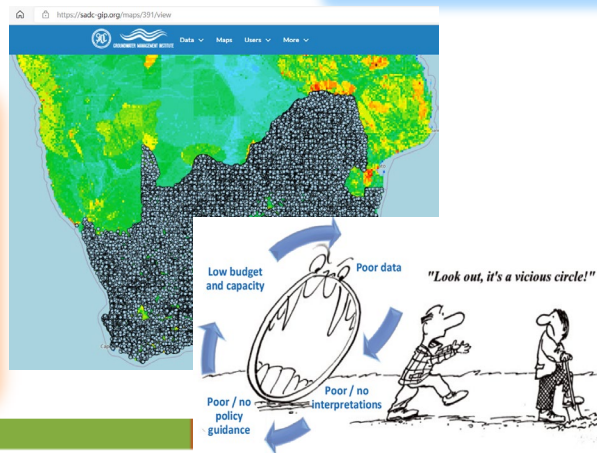 https://sadc-gip.org/maps/391/view
GROUNDWATER MANAGEMENT INSTITUTE
Data Maps Users More
Low budget
and capacity
Poor data
"Look out, it's a vicious circle!"
Poor / no
interpretations
Poor / no
policy
guidance